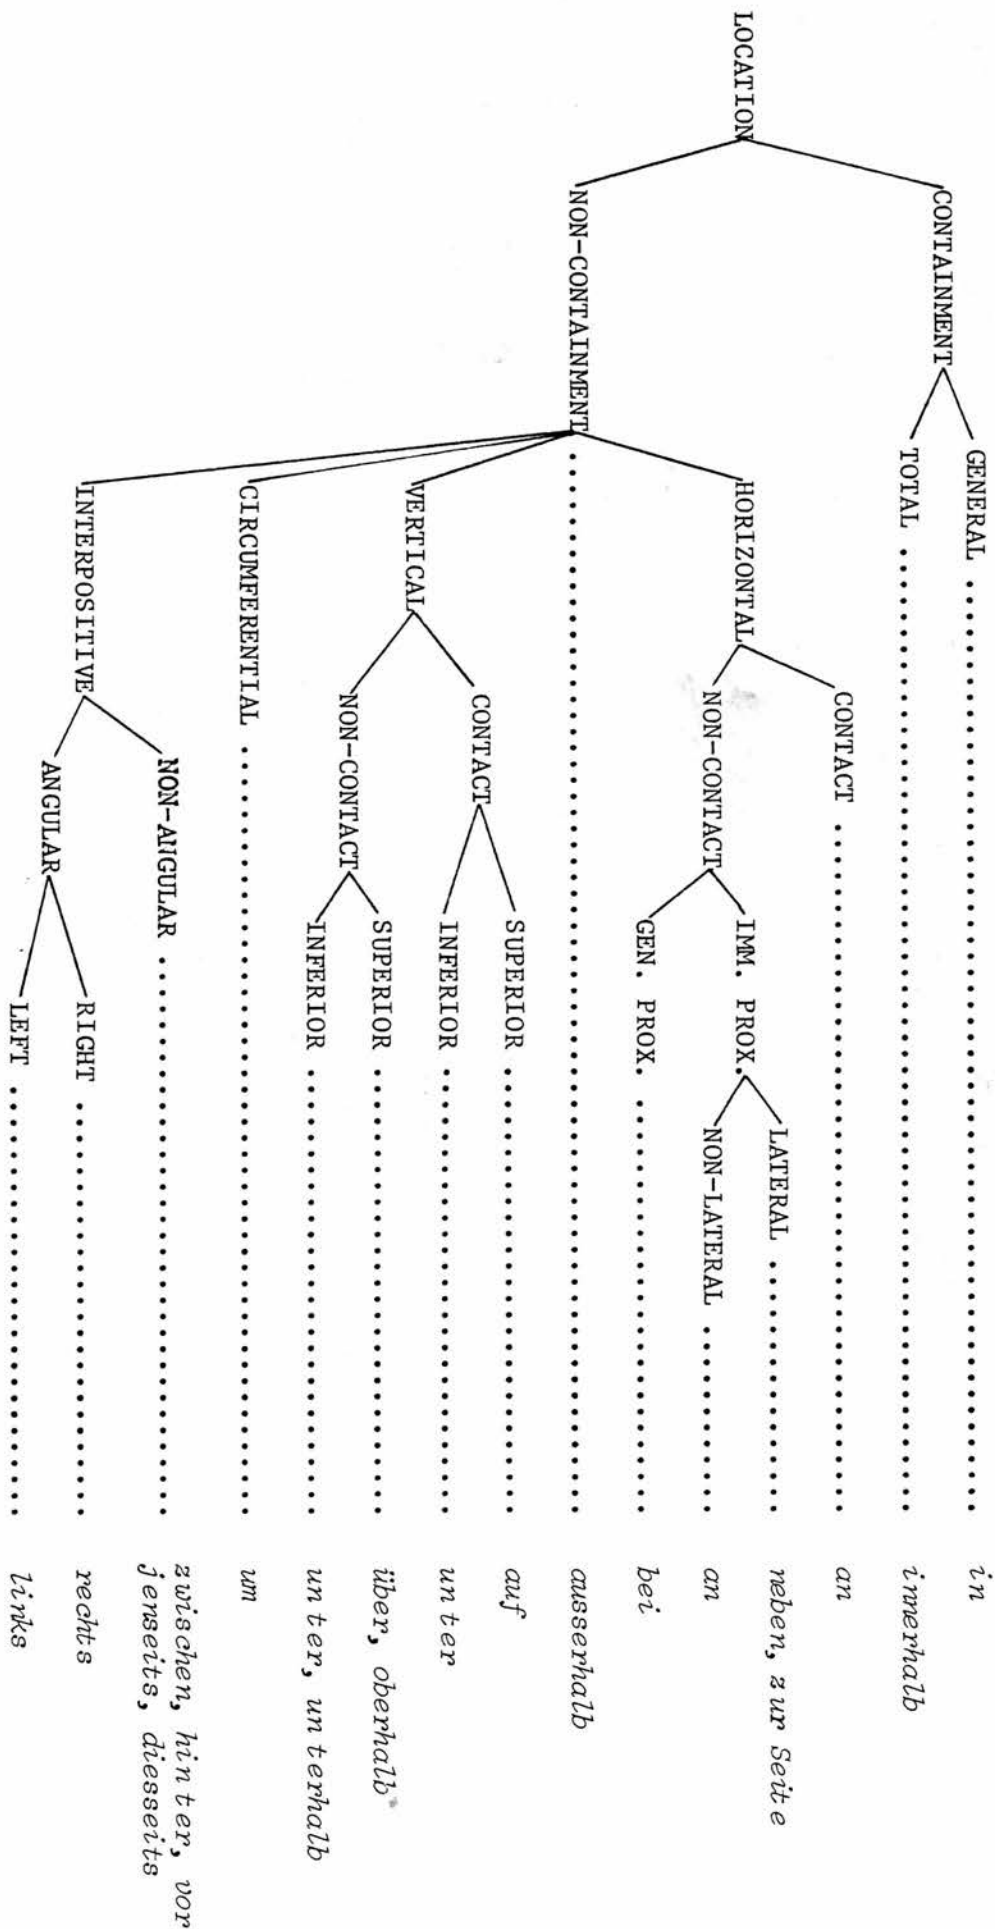 GENERAL in
CONTAINMENT
TOTAL innerhalb
CONTACT an
LATERAL neben, zur Seite
LOCATION HORIZONTAL IMM. PROX.
NON-CONTACT NON-LATERAL an
GEN. PROX. bei
NON-CONTAINMENT ausserhalb
SUPERIOR auf
CONTACT
INFERIOR unter
VERTICAL
SUPERIOR über, oberhalb
NON-CONTACT
INFERIOR unter, unterhalb
CIRCUMFERENTIAL um
NON-ANGULAR zwischen, hinter, vor
jenseits, diesseits
INTERPOSITIVE RIGHT rechts
ANGULAR
LEFT links